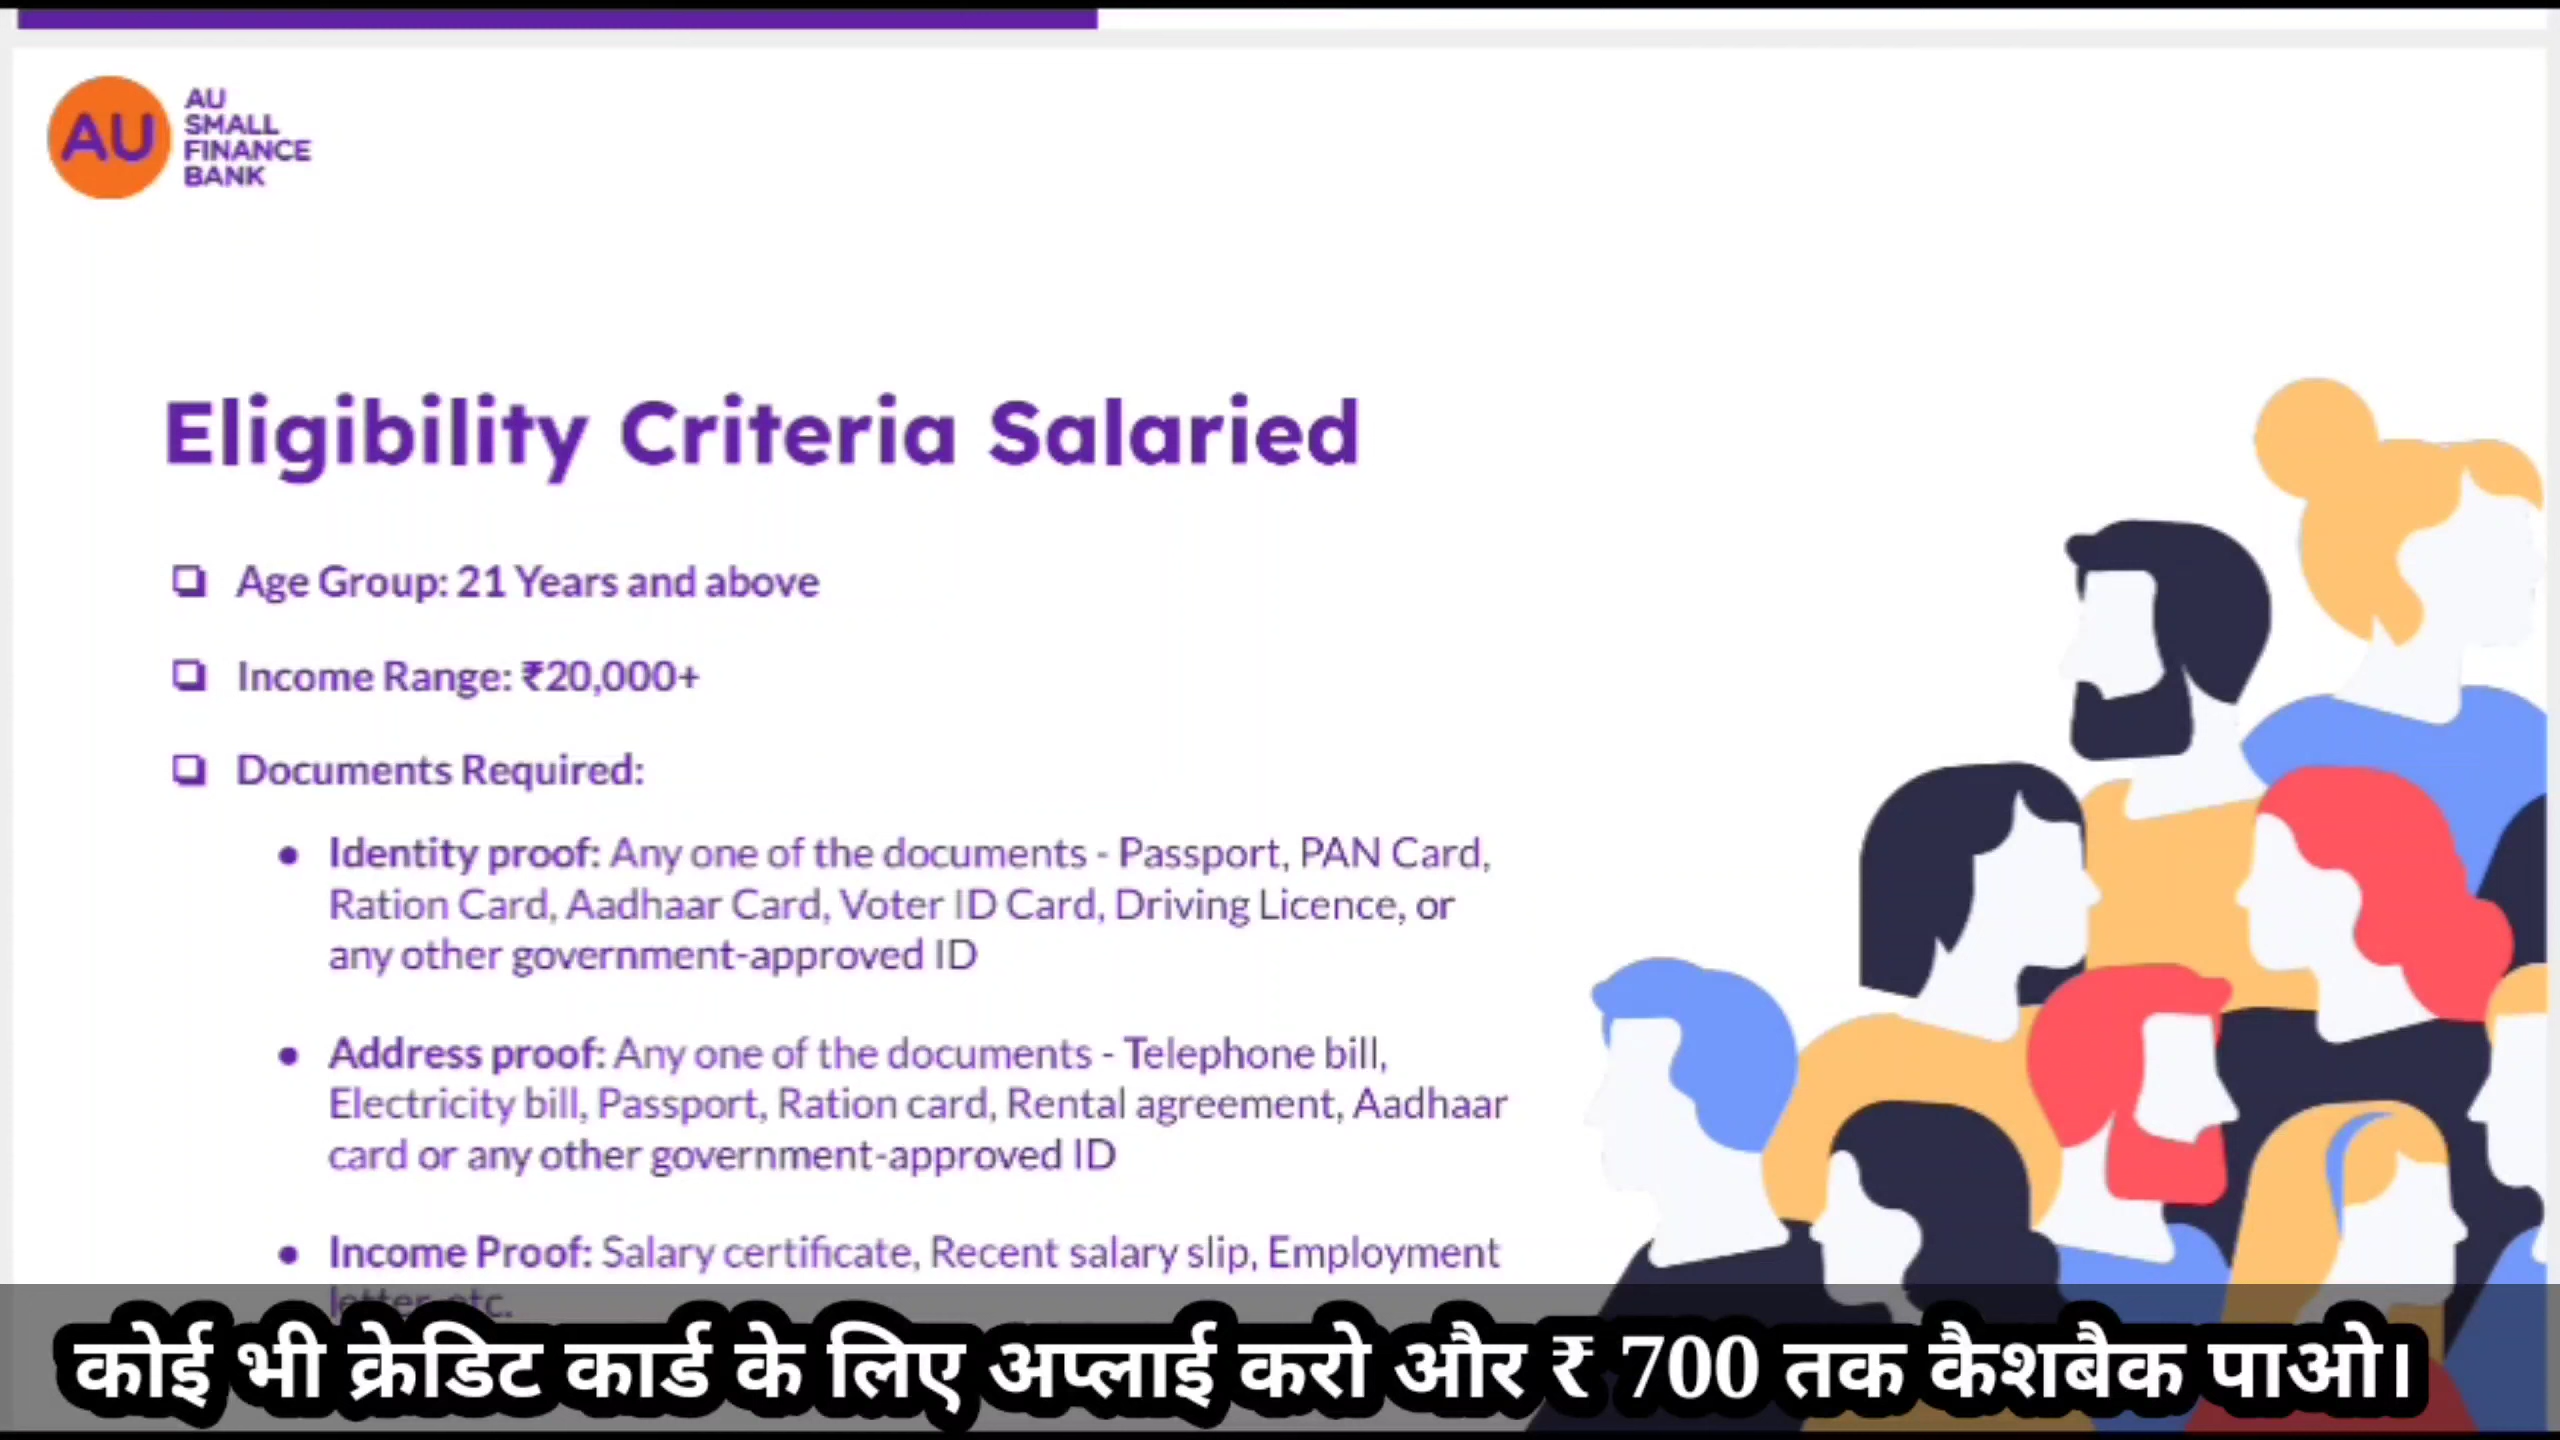 AU
AU
SMALL
FINANCE
BANK
Eligibility Criteria Salaried
Age Group: 21 Years and above
Income Range: ₹20,000+
Documents Required:
Identity proof: Any one of the documents - Passport, PAN Card,
Ration Card, Aadhaar Card, Voter ID Card, Driving Licence, or
any other government-approved ID
Address proof: Any one of the documents - Telephone bill,
Electricity bill, Passport, Ration card, Rental agreement, Aadhaar
card or any other government-approved ID
Income Proof: Salary certificate, Recent salary slip, Employment
letter, etc.
कोई भी क्रेडिट कार्ड के लिए अप्लाई करो और ₹ 700 तक कैशबैक पाओ।